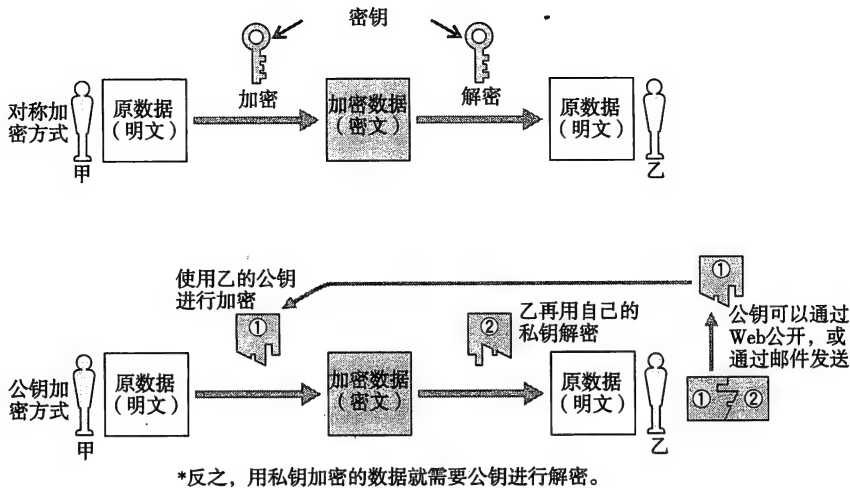 密钥
加密
解密
对称加
密方式
原数据
（明文）
加密数据
（密文）
原数据
（明文）
甲
乙
使用乙的公钥
进行加密
①
①
②
乙再用自己的
私钥解密
公钥可以通过
Web公开，或
通过邮件发送
公钥加
密方式
原数据
（明文）
加密数据
（密文）
原数据
（明文）
① ②
甲
乙
*反之，用私钥加密的数据就需要公钥进行解密。